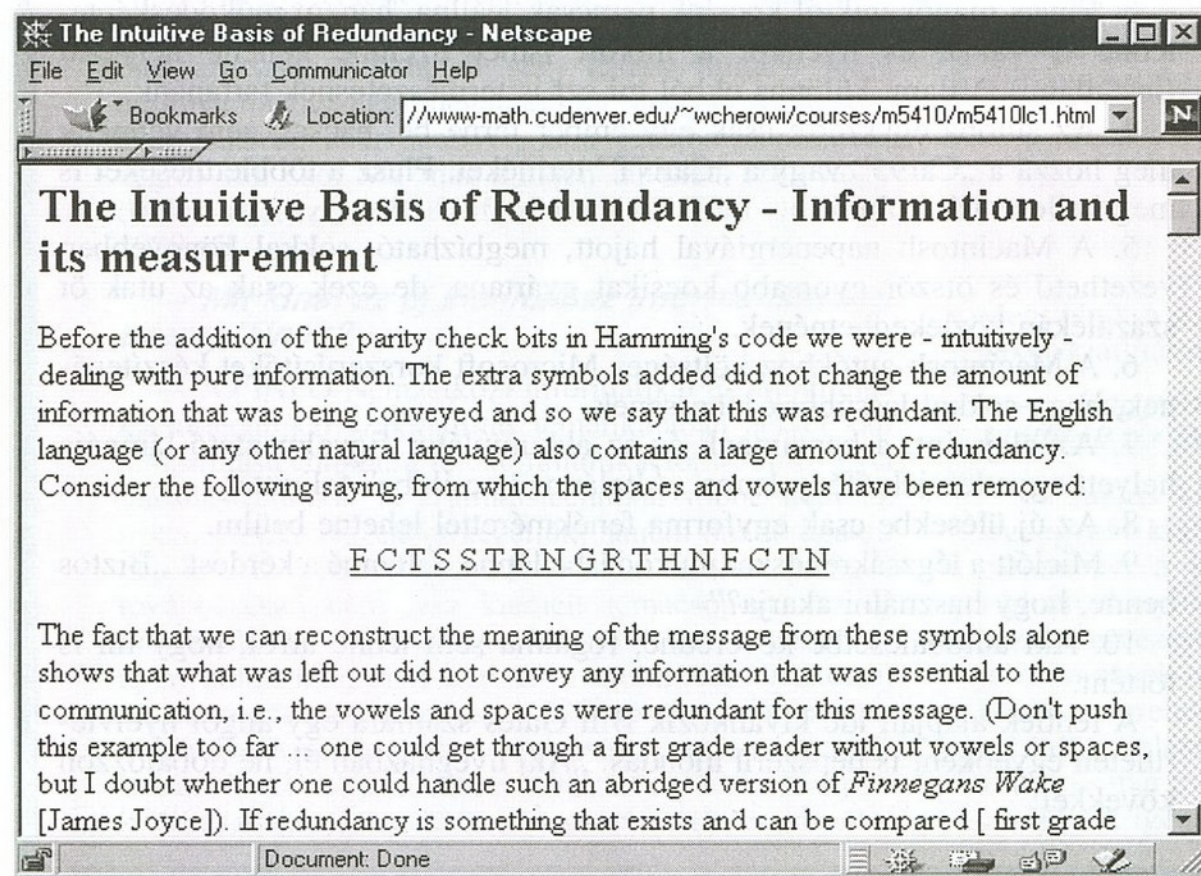 The Intuitive Basis of Redundancy - Netscape
File Edit View Go Communicator Help
Bookmarks Location: //www-math.cudenver.edu/~wcherowi/courses/m5410/m5410lc1.html
N
The Intuitive Basis of Redundancy - Information and
its measurement
Before the addition of the parity check bits in Hamming's code we were - intuitively -
dealing with pure information. The extra symbols added did not change the amount of
information that was being conveyed and so we say that this was redundant. The English
language (or any other natural language) also contains a large amount of redundancy.
Consider the following saying, from which the spaces and vowels have been removed:
F C T S S T R N G R T H N F C T N
The fact that we can reconstruct the meaning of the message from these symbols alone
shows that what was left out did not convey any information that was essential to the
communication, i.e., the vowels and spaces were redundant for this message. (Don't push
this example too far ... one could get through a first grade reader without vowels or spaces,
but I doubt whether one could handle such an abridged version of Finnegans Wake
[James Joyce]). If redundancy is something that exists and can be compared [ first grade
Document: Done